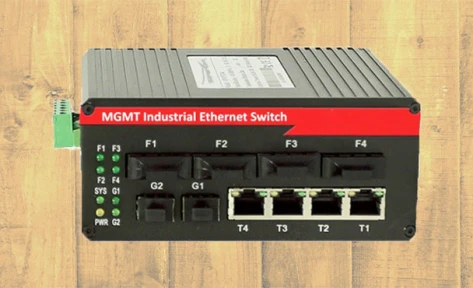 MGMT Industrial Ethernet Switch
F1 F2 F3 F4
F1 F3
F2 F4
SYS G1
PWR G2
G2 G1
T4 T3 T2 T1